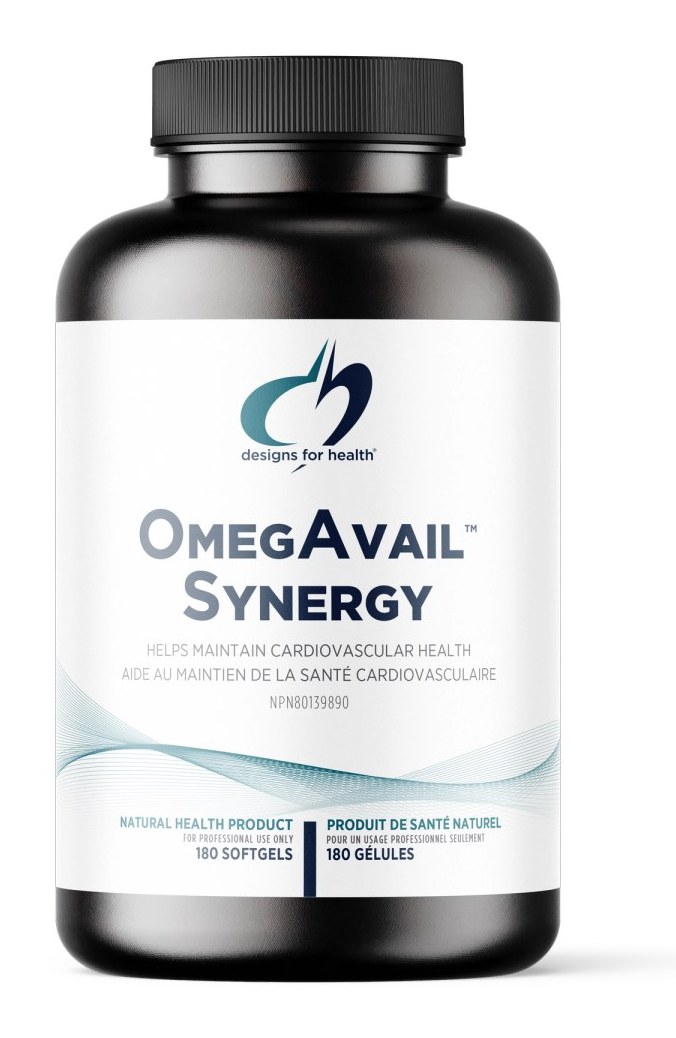 designs for health®
OmegAvail™
Synergy
HELPS MAINTAIN CARDIOVASCULAR HEALTH
AIDE AU MAINTIEN DE LA SANTÉ CARDIOVASCULAIRE
NPN80139890
NATURAL HEALTH PRODUCT
FOR PROFESSIONAL USE ONLY
180 SOFTGELS
PRODUIT DE SANTÉ NATUREL
POUR UN USAGE PROFESSIONNEL SEULEMENT
180 GÉLULES